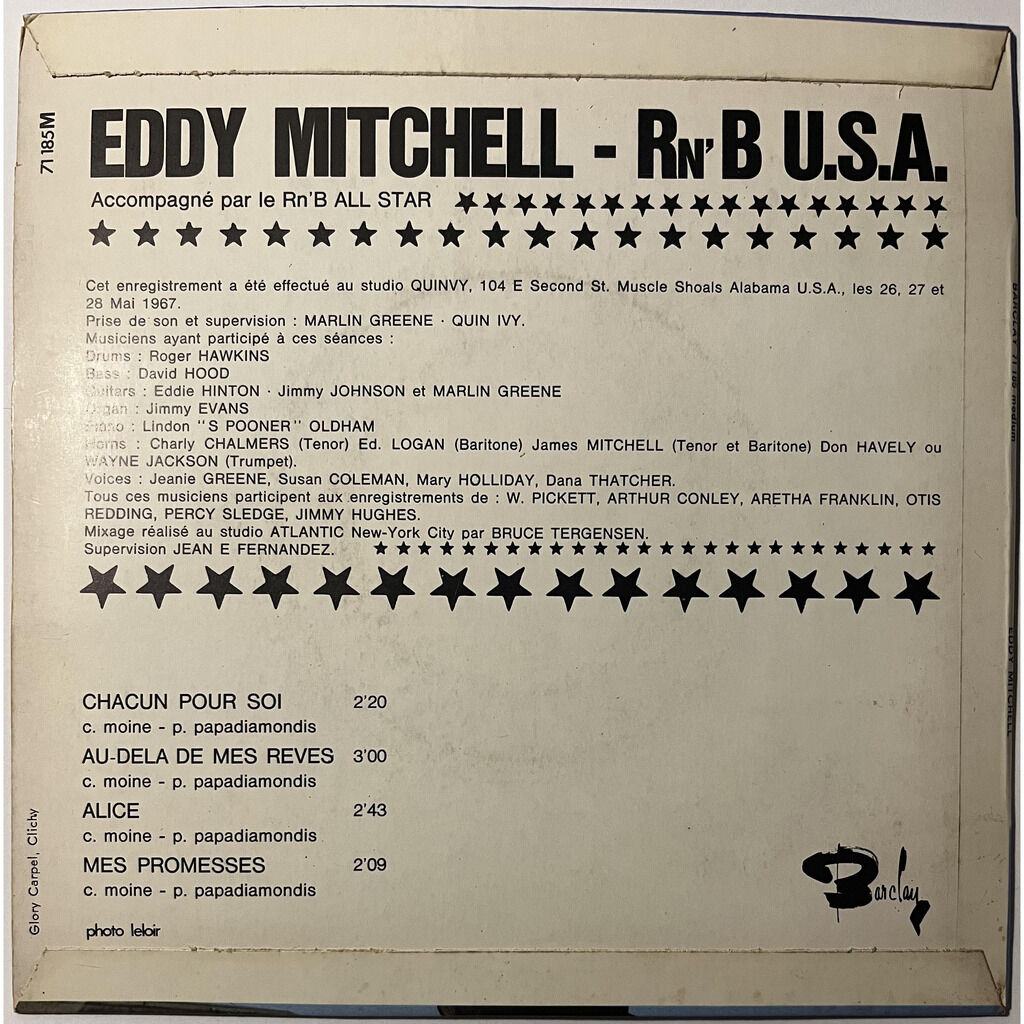 71 185 M
EDDY MITCHELL - RN'B U.S.A.
Accompagné par le Rn'B ALL STAR
Cet enregistrement a été effectué au studio QUINVY, 104 E Second St. Muscle Shoals Alabama U.S.A., les 26, 27 et
28 Mai 1967.
Prise de son et supervision : MARLIN GREENE · QUIN IVY.
Musiciens ayant participé à ces séances :
Drums : Roger HAWKINS
Bass : David HOOD
Guitars : Eddie HINTON · Jimmy JOHNSON et MARLIN GREENE
Organ : Jimmy EVANS
Piano : Lindon "S POONER" OLDHAM
Horns : Charly CHALMERS (Tenor) Ed. LOGAN (Baritone) James MITCHELL (Tenor et Baritone) Don HAVELY ou
WAYNE JACKSON (Trumpet).
Voices : Jeanie GREENE, Susan COLEMAN, Mary HOLLIDAY, Dana THATCHER.
Tous ces musiciens participent aux enregistrements de : W. PICKETT, ARTHUR CONLEY, ARETHA FRANKLIN, OTIS
REDDING, PERCY SLEDGE, JIMMY HUGHES.
Mixage réalisé au studio ATLANTIC New-York City par BRUCE TERGENSEN.
Supervision JEAN E FERNANDEZ.
CHACUN POUR SOI 2'20
c. moine - p. papadiamondis
AU-DELA DE MES REVES 3'00
c. moine - p. papadiamondis
ALICE 2'43
c. moine - p. papadiamondis
MES PROMESSES 2'09
c. moine - p. papadiamondis
photo leloir
Glory Carpel, Clichy
Barclay
BARCLAY 71 185 medium
EDDY MITCHELL